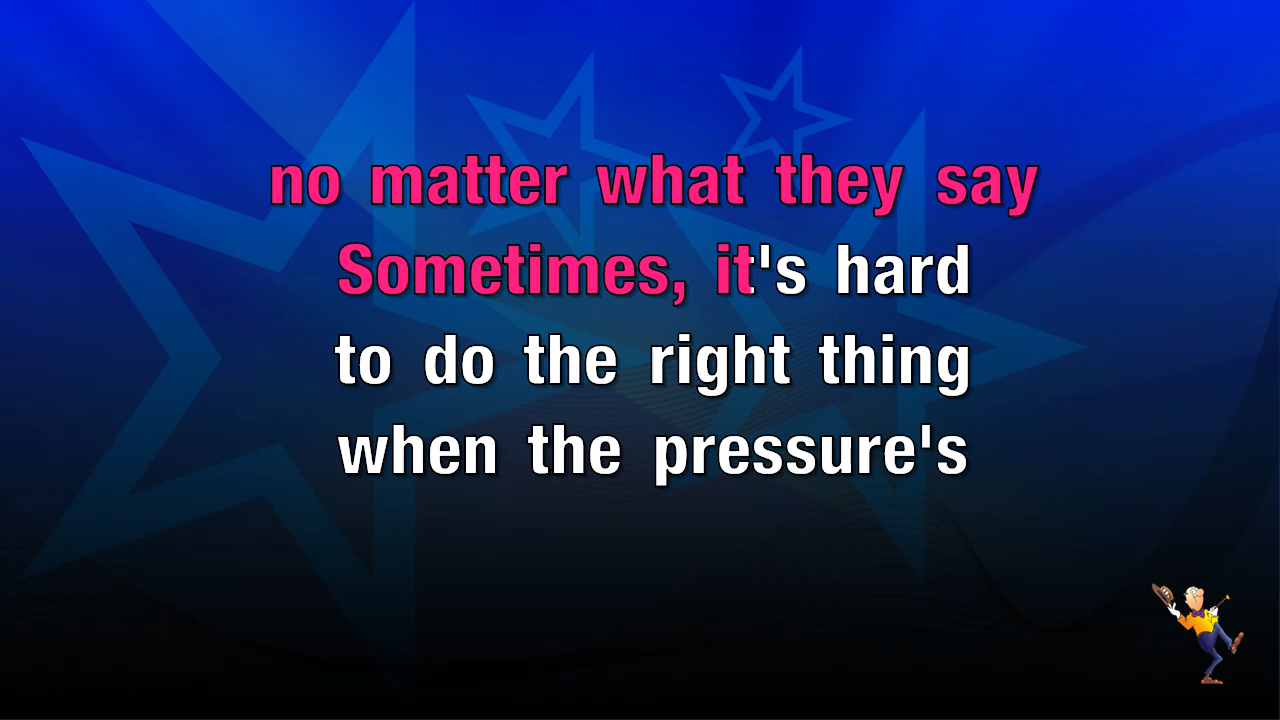 no matter what they say
Sometimes, it's hard
to do the right thing
when the pressure's